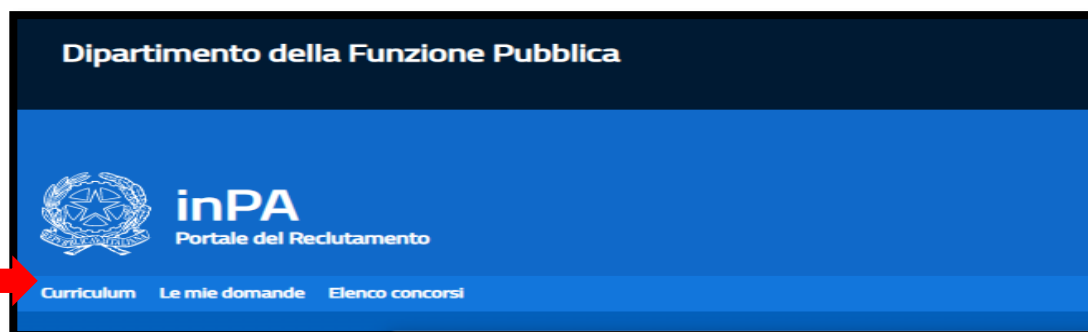 Dipartimento della Funzione Pubblica
inPA
Portale del Reclutamento
Curriculum Le mie domande Elenco concorsi